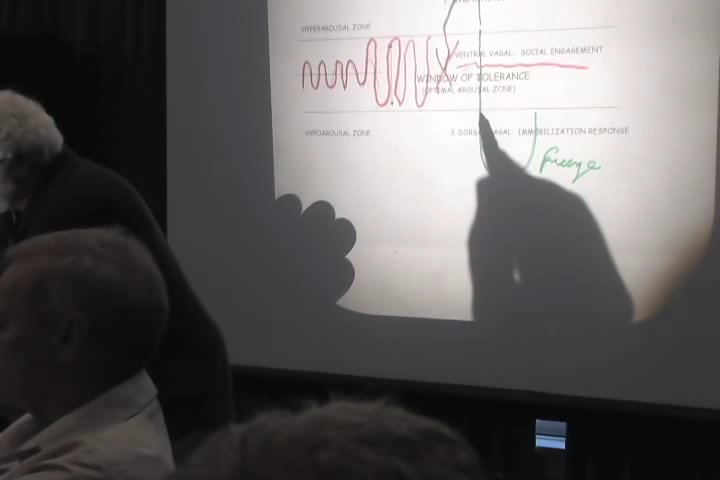 HYPERAROUSAL ZONE
VENTRAL VAGAL: SOCIAL ENGAGEMENT
WINDOW OF TOLERANCE
(OPTIMAL AROUSAL ZONE)
HYPOAROUSAL ZONE
3. DORSAL VAGAL: IMMOBILIZATION RESPONSE
Freeze